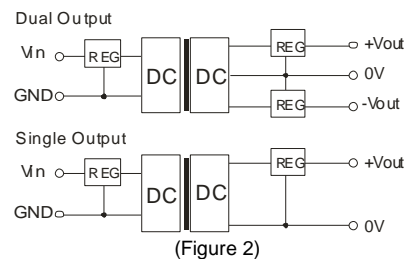 Dual Output
Vin REG DC DC REG +Vout
0V
GND REG -Vout
Single Output
Vin REG DC DC REG +Vout
GND 0V
(Figure 2)